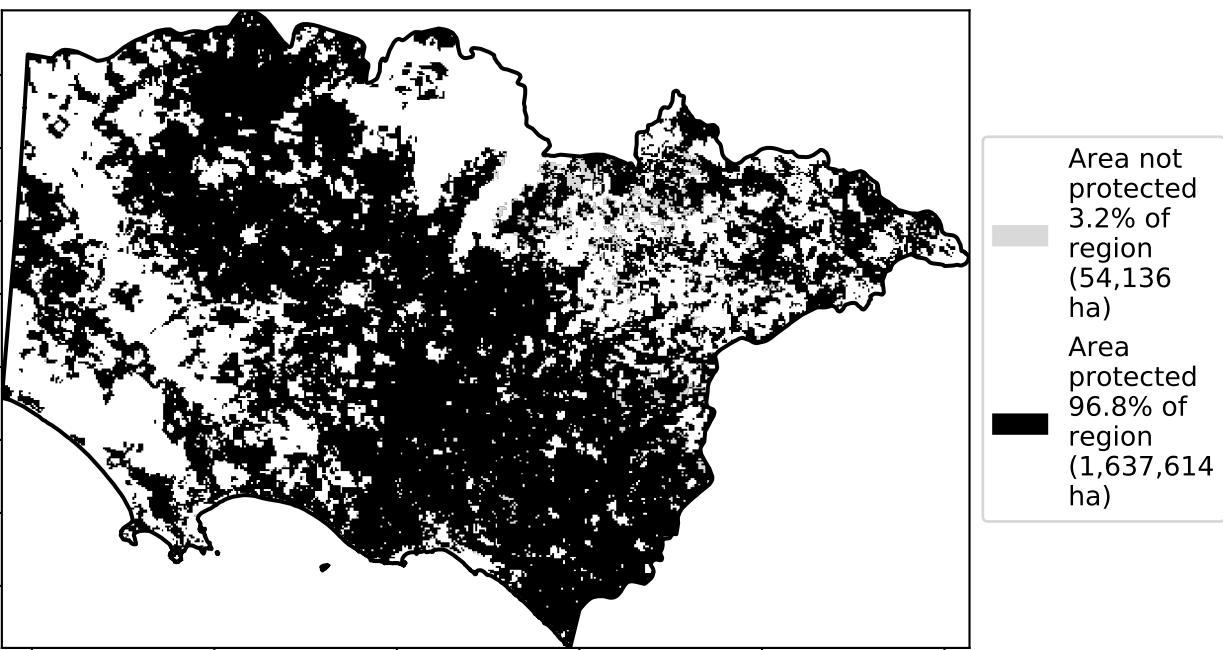 Area not
protected
3.2% of
region
(54,136
ha)
Area
protected
96.8% of
region
(1,637,614
ha)